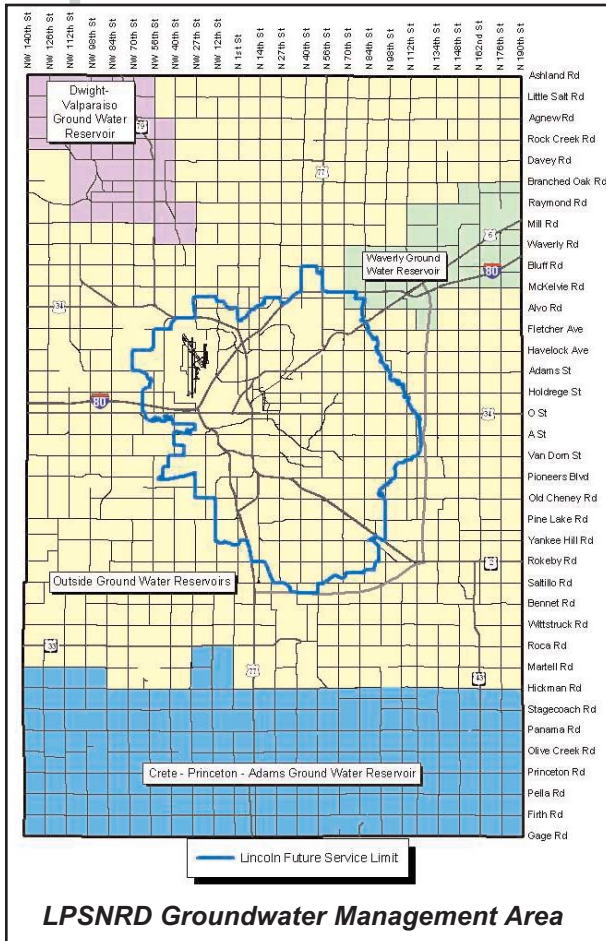 NW 140th St
NW 126th St
NW 112th St
NW 98th St
NW 84th St
NW 70th St
NW 56th St
NW 40th St
NW 27th St
NW 12th St
N 1st St
N 14th St
N 27th St
N 40th St
N 56th St
N 70th St
N 84th St
N 98th St
N 112th St
N 134th St
N 148th St
N 162nd St
N 176th St
N 190th St
Ashland Rd
Little Salt Rd
Agnew Rd
Rock Creek Rd
Davey Rd
Branched Oak Rd
Raymond Rd
Mill Rd
Waverly Rd
Bluff Rd
McKelvie Rd
Alvo Rd
Fletcher Ave
Havelock Ave
Adams St
Holdrege St
O St
A St
Van Dorn St
Pioneers Blvd
Old Cheney Rd
Pine Lake Rd
Yankee Hill Rd
Rokeby Rd
Saltillo Rd
Bennet Rd
Wittstruck Rd
Roca Rd
Martell Rd
Hickman Rd
Stagecoach Rd
Panama Rd
Olive Creek Rd
Princeton Rd
Pella Rd
Firth Rd
Gage Rd
Dwight-
Valparaiso
Ground Water
Reservoir
79
77
6
Waverly Ground
Water Reservoir
80
34
80
34
Outside Ground Water Reservoirs
2
33
77
43
Crete - Princeton - Adams Ground Water Reservoir
Lincoln Future Service Limit
LPSNRD Groundwater Management Area